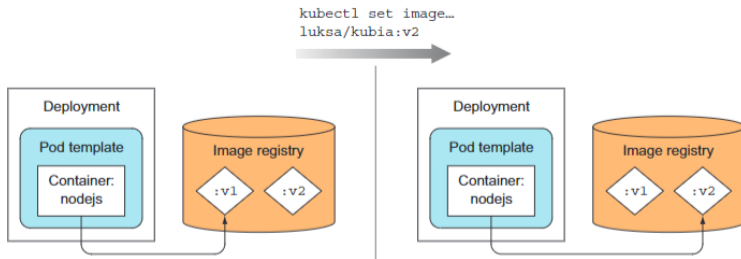 kubectl set image…
luksa/kubia:v2
Deployment
Pod template
Container:
nodejs
Image registry
:v1
:v2
Deployment
Pod template
Container:
nodejs
Image registry
:v1
:v2